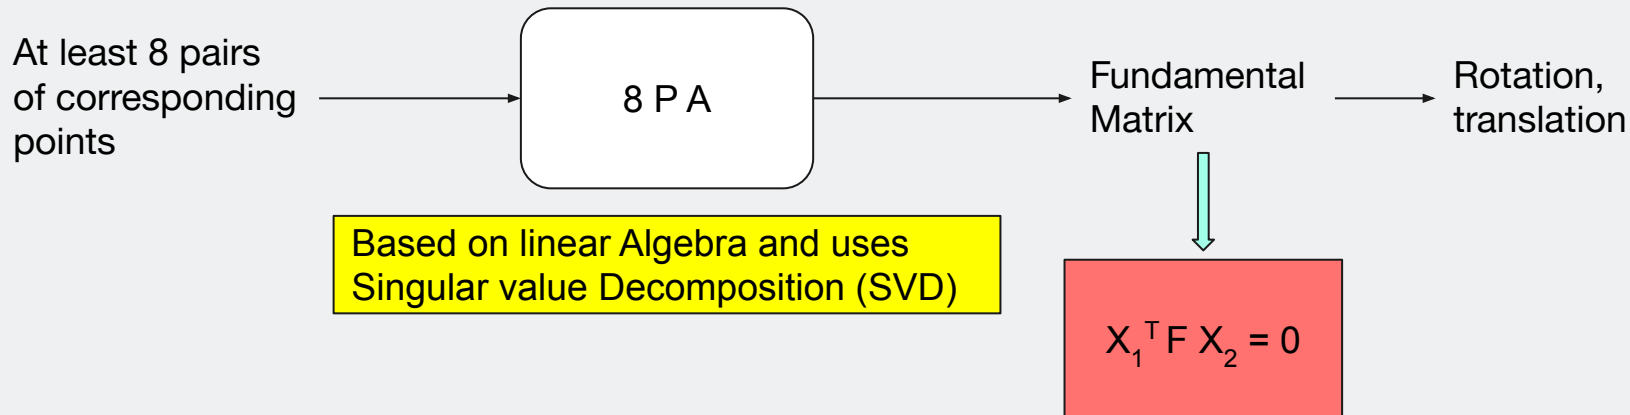 At least 8 pairs
of corresponding
points
8 P A
Fundamental
Matrix
Rotation,
translation
Based on linear Algebra and uses
Singular value Decomposition (SVD)
X₁ᵀ F X₂ = 0